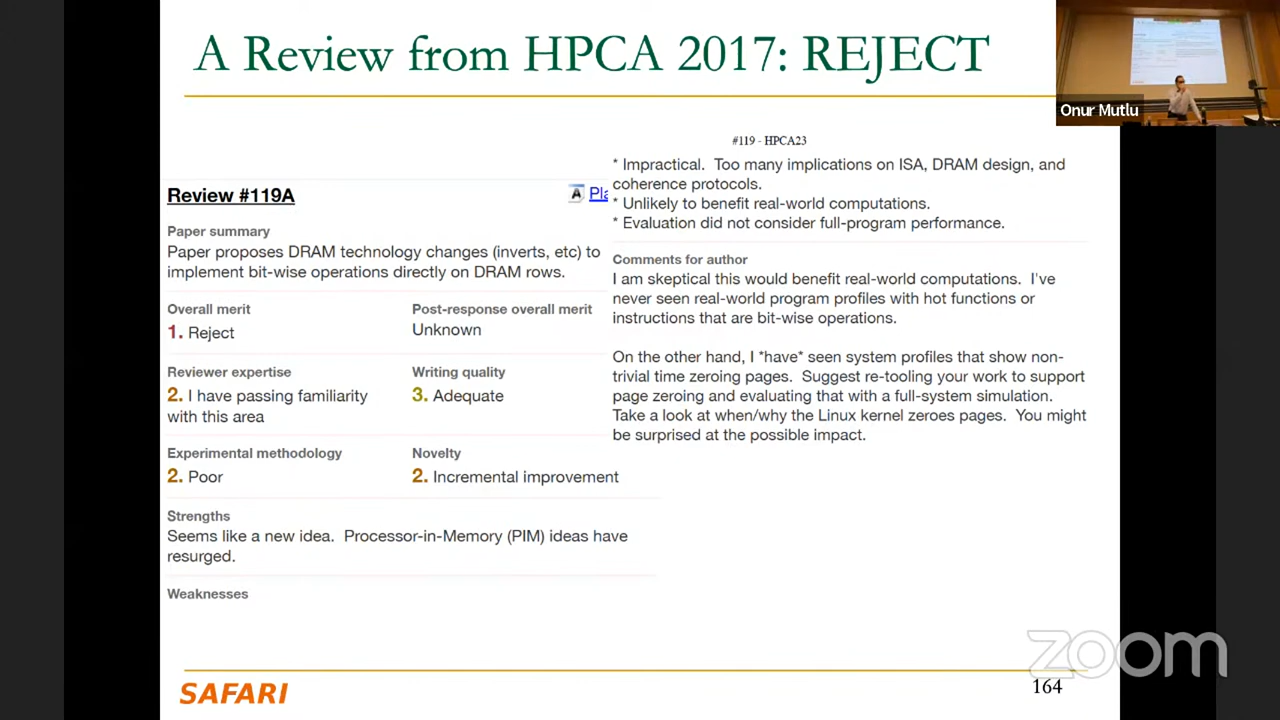 A Review from HPCA 2017: REJECT
Onur Mutlu
#119 - HPCA23
Review #119A
Pla
Paper summary
Paper proposes DRAM technology changes (inverts, etc) to
implement bit-wise operations directly on DRAM rows.
Overall merit
1. Reject
Post-response overall merit
Unknown
Reviewer expertise
2. I have passing familiarity
with this area
Writing quality
3. Adequate
Experimental methodology
2. Poor
Novelty
2. Incremental improvement
Strengths
Seems like a new idea. Processor-in-Memory (PIM) ideas have
resurged.
Weaknesses
* Impractical. Too many implications on ISA, DRAM design, and
coherence protocols.
* Unlikely to benefit real-world computations.
* Evaluation did not consider full-program performance.
Comments for author
I am skeptical this would benefit real-world computations. I've
never seen real-world program profiles with hot functions or
instructions that are bit-wise operations.
On the other hand, I *have* seen system profiles that show non-
trivial time zeroing pages. Suggest re-tooling your work to support
page zeroing and evaluating that with a full-system simulation.
Take a look at when/why the Linux kernel zeroes pages. You might
be surprised at the possible impact.
SAFARI
zoom
164